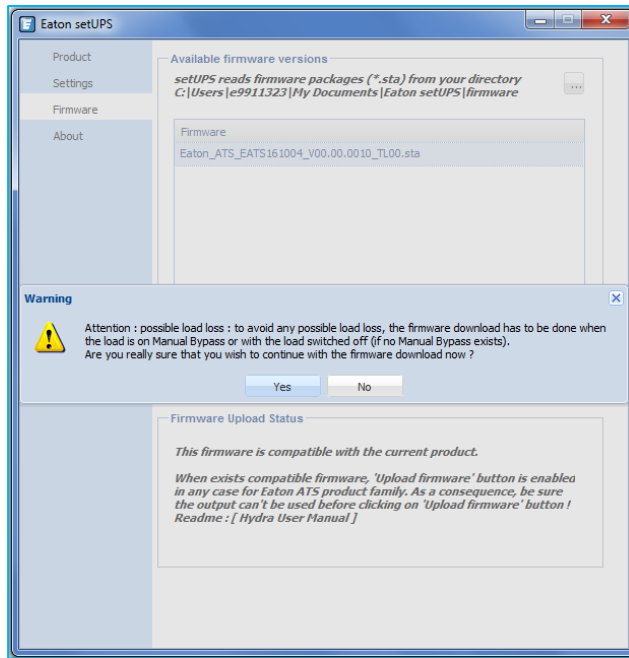 Eaton setUPS
Product
Settings
Firmware
About
Available firmware versions
setUPS reads firmware packages (*.sta) from your directory
C:|Users|e9911323|My Documents|Eaton setUPS|firmware
...
Firmware
Eaton_ATS_EATS161004_V00.00.0010_TL00.sta
Warning
Attention : possible load loss : to avoid any possible load loss, the firmware download has to be done when
the load is on Manual Bypass or with the load switched off (if no Manual Bypass exists).
Are you really sure that you wish to continue with the firmware download now ?
Yes
No
Firmware Upload Status
This firmware is compatible with the current product.
When exists compatible firmware, 'Upload firmware' button is enabled
in any case for Eaton ATS product family. As a consequence, be sure
the output can't be used before clicking on 'Upload firmware' button !
Readme : [ Hydra User Manual ]